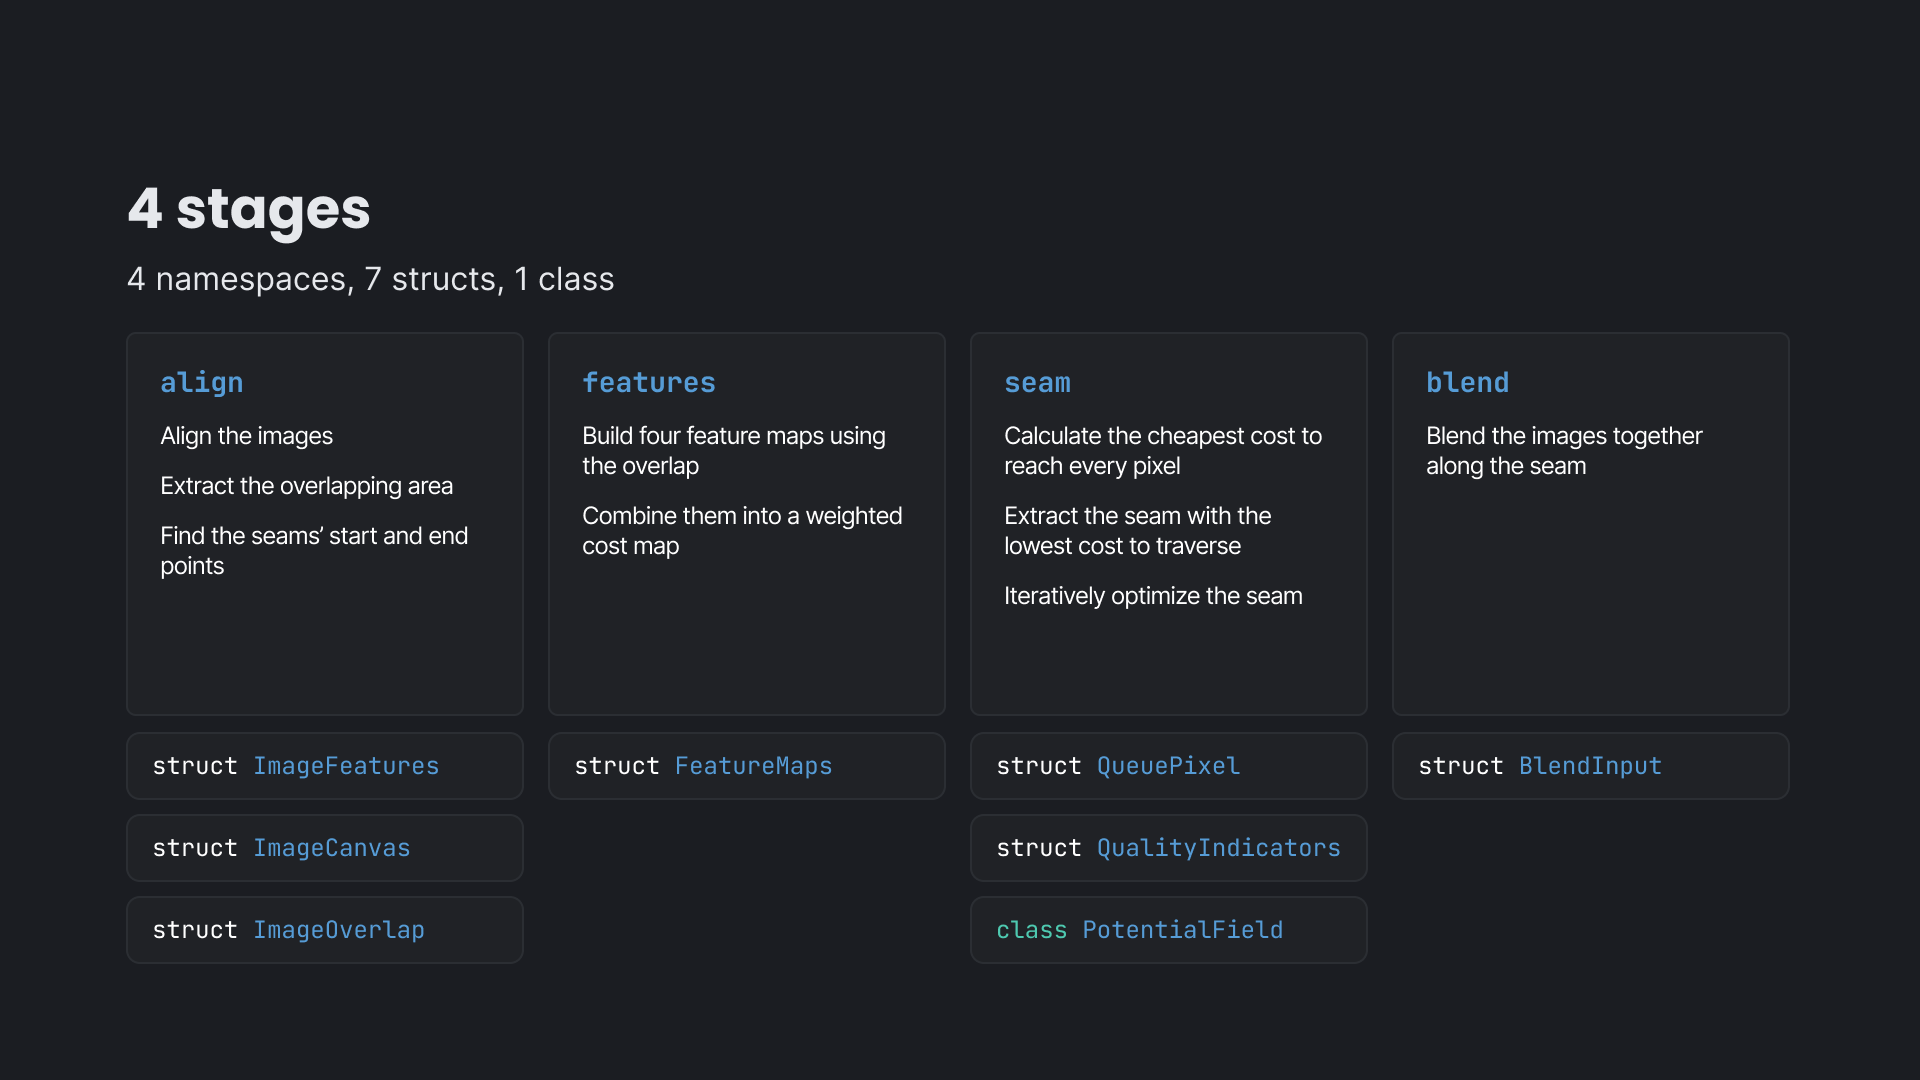 4 stages
4 namespaces, 7 structs, 1 class
align
Align the images
Extract the overlapping area
Find the seams’ start and end
points
struct ImageFeatures
struct ImageCanvas
struct ImageOverlap
features
Build four feature maps using
the overlap
Combine them into a weighted
cost map
struct FeatureMaps
seam
Calculate the cheapest cost to
reach every pixel
Extract the seam with the
lowest cost to traverse
Iteratively optimize the seam
struct QueuePixel
struct QualityIndicators
class PotentialField
blend
Blend the images together
along the seam
struct BlendInput